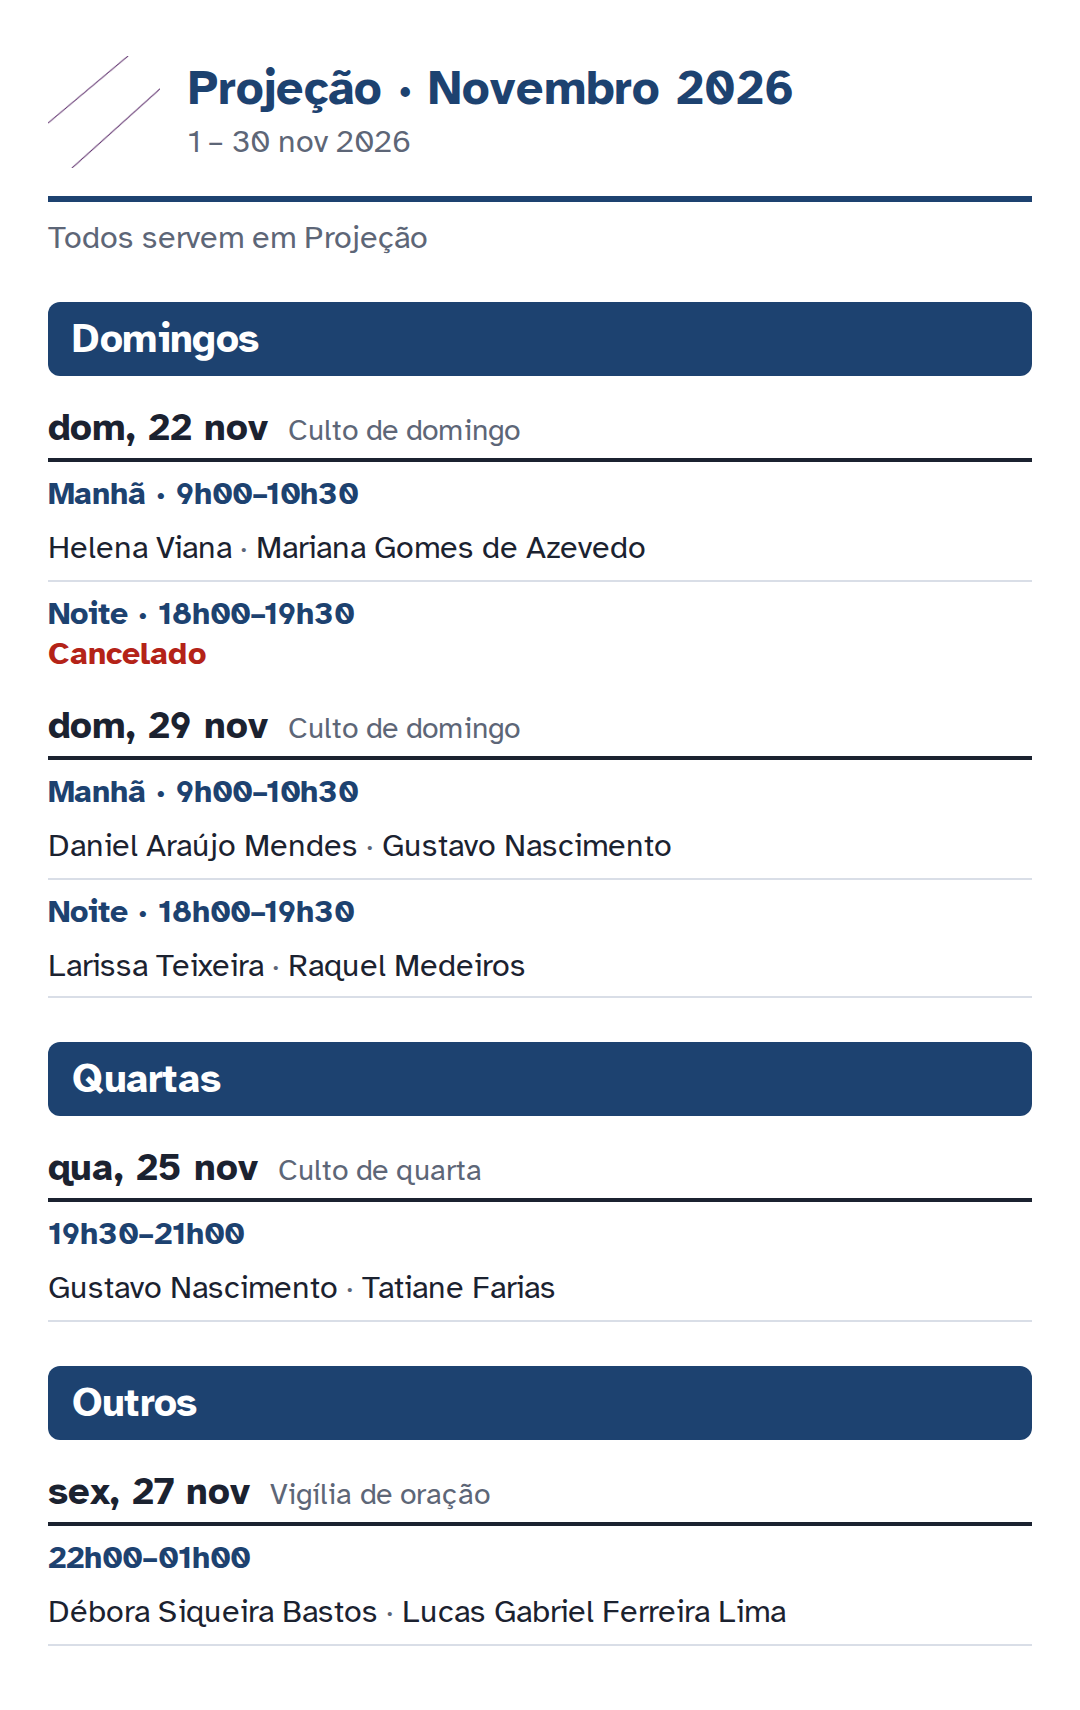 Projeção · Novembro 2026
1 – 30 nov 2026
Todos servem em Projeção
Domingos
dom, 22 nov Culto de domingo
Manhã · 9h00–10h30
Helena Viana · Mariana Gomes de Azevedo
Noite · 18h00–19h30
Cancelado
dom, 29 nov Culto de domingo
Manhã · 9h00–10h30
Daniel Araújo Mendes · Gustavo Nascimento
Noite · 18h00–19h30
Larissa Teixeira · Raquel Medeiros
Quartas
qua, 25 nov Culto de quarta
19h30–21h00
Gustavo Nascimento · Tatiane Farias
Outros
sex, 27 nov Vigília de oração
22h00–01h00
Débora Siqueira Bastos · Lucas Gabriel Ferreira Lima